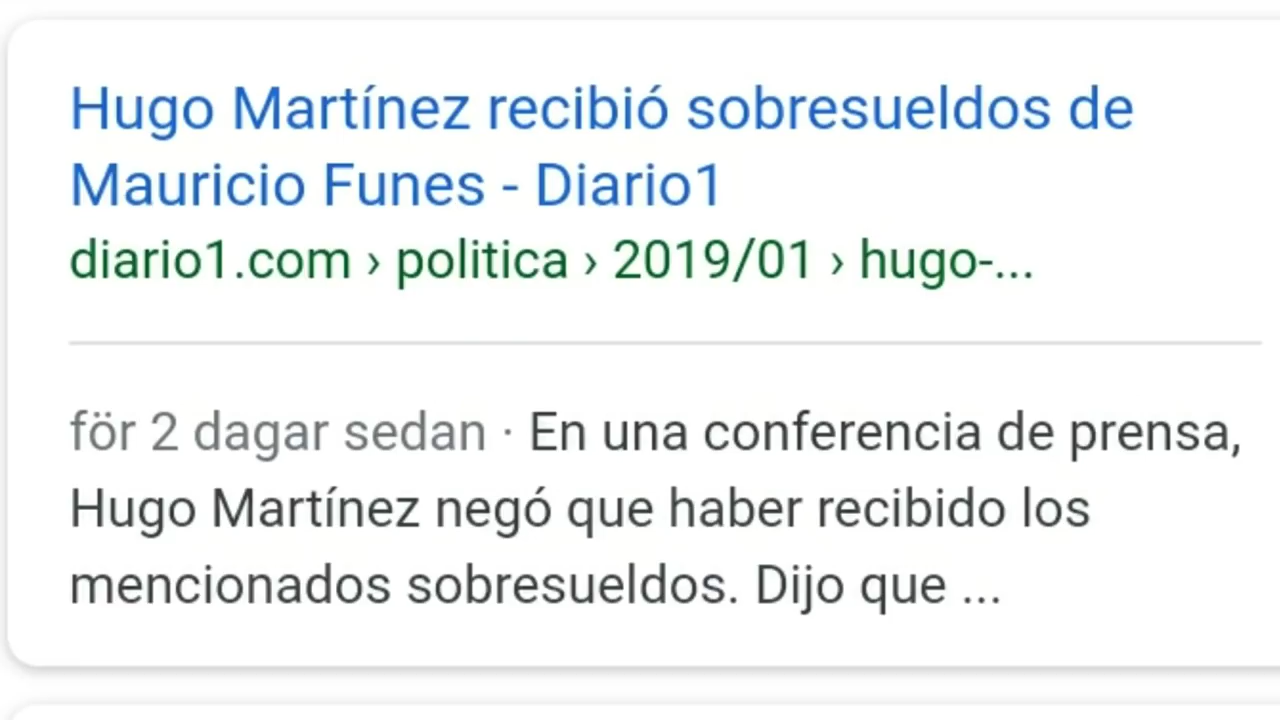 Hugo Martínez recibió sobresueldos de
Mauricio Funes - Diario1
diario1.com › politica › 2019/01 › hugo-...
för 2 dagar sedan · En una conferencia de prensa,
Hugo Martínez negó que haber recibido los
mencionados sobresueldos. Dijo que ...